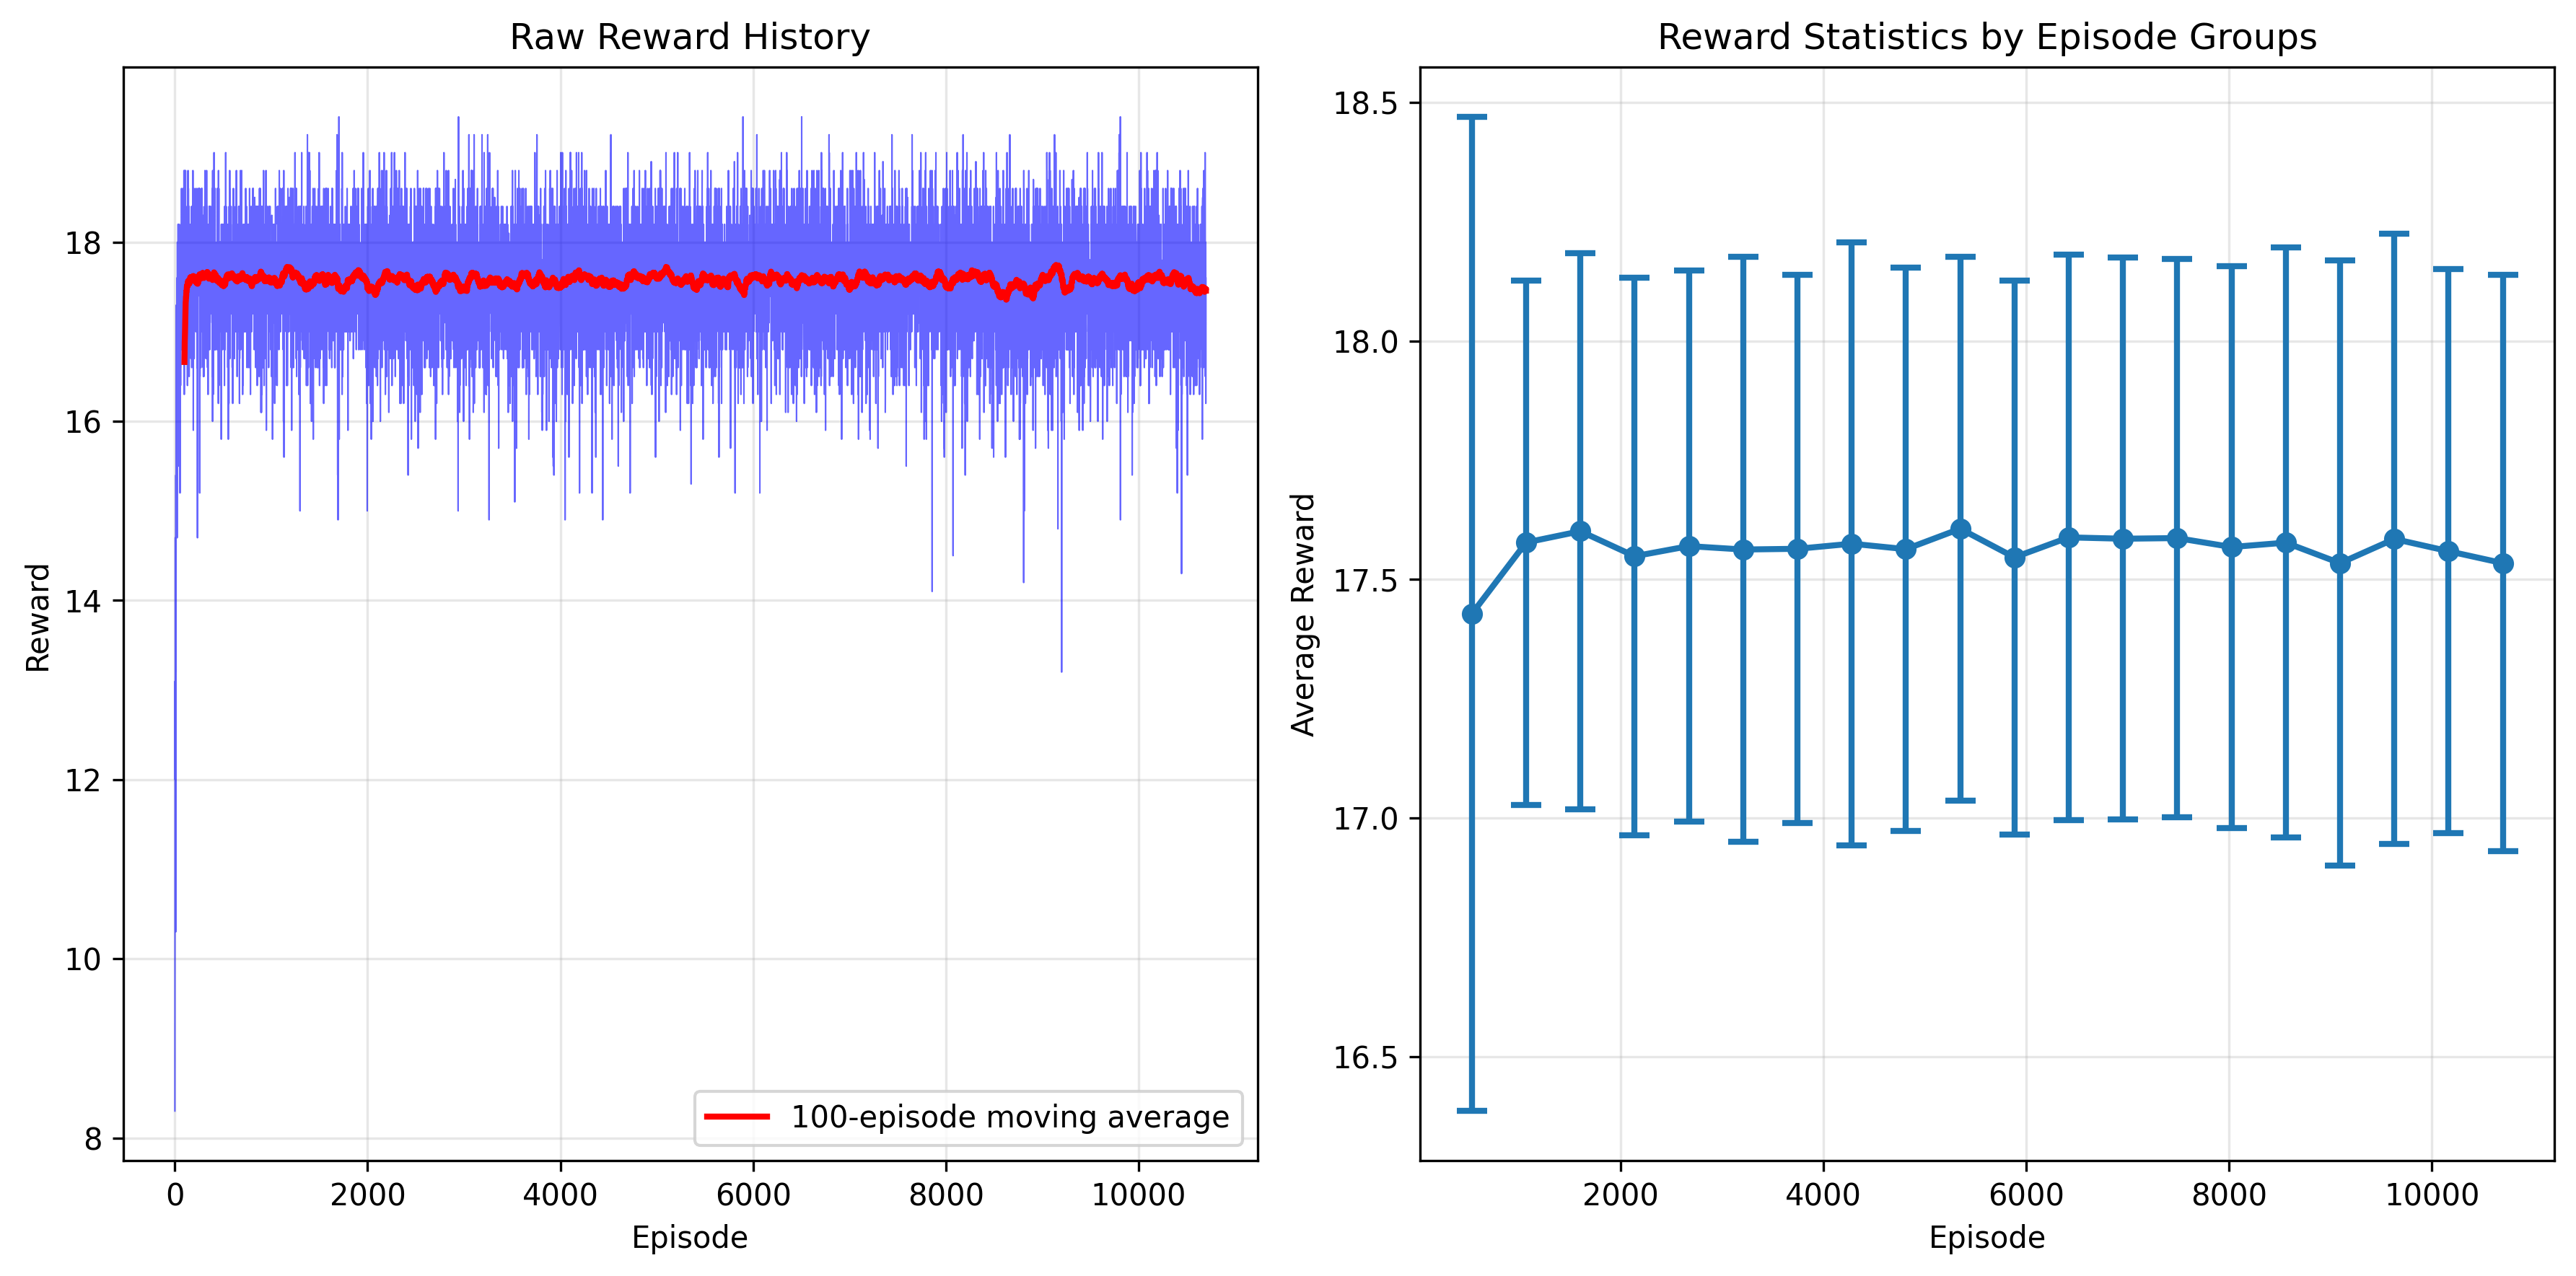 Raw Reward History
Reward
18
16
14
12
10
8
0 2000 4000 6000 8000 10000
Episode
100-episode moving average
Reward Statistics by Episode Groups
Average Reward
18.5
18.0
17.5
17.0
16.5
2000 4000 6000 8000 10000
Episode